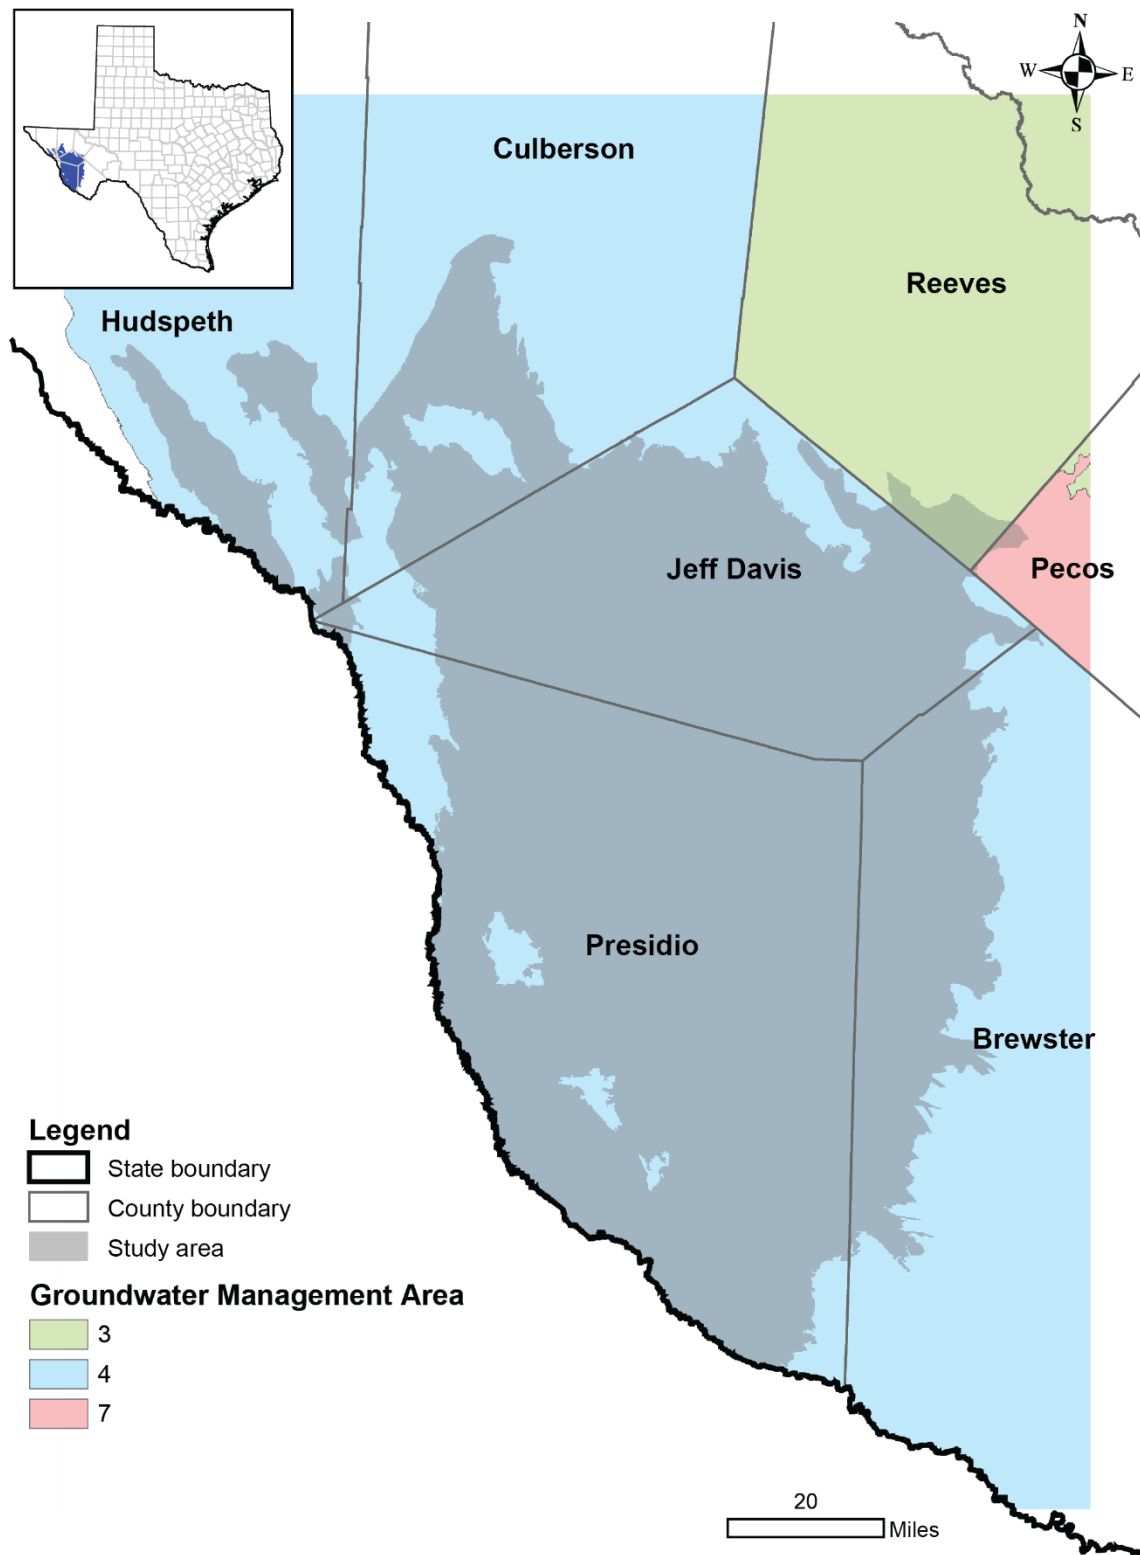 N
W E
S
Culberson
Reeves
Hudspeth
Jeff Davis
Pecos
Presidio
Brewster
Legend
State boundary
County boundary
Study area
Groundwater Management Area
3
4
7
20
Miles